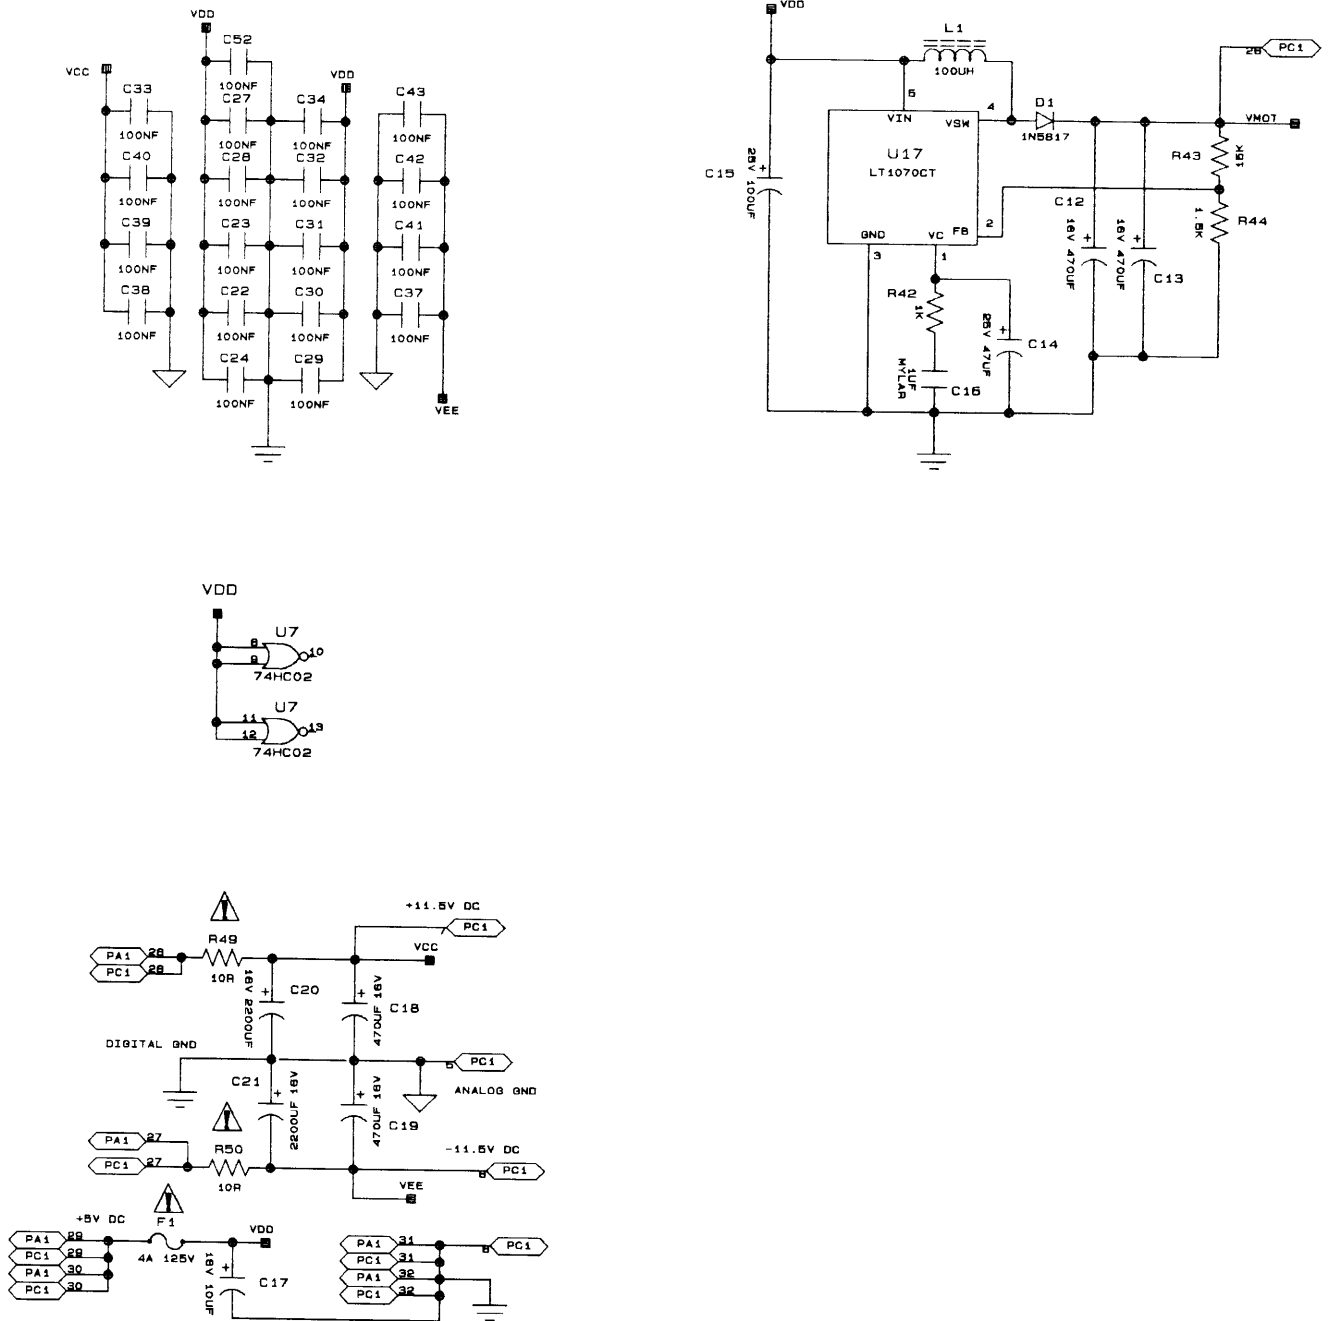 VDD
C52
100NF
VCC
VDD
C33
100NF
C27
100NF
C34
100NF
C43
100NF
C40
100NF
C28
100NF
C32
100NF
C42
100NF
C39
100NF
C23
100NF
C31
100NF
C41
100NF
C38
100NF
C22
100NF
C30
100NF
C37
100NF
C24
100NF
C29
100NF
VEE
VDD
L1
100UH
28
PC1
5
VIN
4
VSW
D1
1N5817
VMOT
U17
LT1070CT
C15
25V 100UF
+
R43
15K
R44
1.5K
GND
3
VC
1
FB
2
C12
16V 470UF
+
C13
16V 470UF
+
R42
1K
C14
25V 47UF
+
1UF
MYLAR
C16
VDD
U7
8
9
10
74HC02
U7
11
12
13
74HC02
+11.5V DC
7
PC1
PA1
28
PC1
28
R49
10R
VCC
C20
16V 2200UF
+
C18
470UF 16V
+
DIGITAL GND
5
PC1
ANALOG GND
C21
2200UF 16V
+
C19
470UF 16V
+
PA1
27
PC1
27
R50
10R
-11.5V DC
PC1
VEE
+5V DC
PA1
29
PC1
29
PA1
30
PC1
30
F1
4A 125V
VDD
C17
16V 10UF
+
PA1
31
PC1
31
PA1
32
PC1
32
PC1